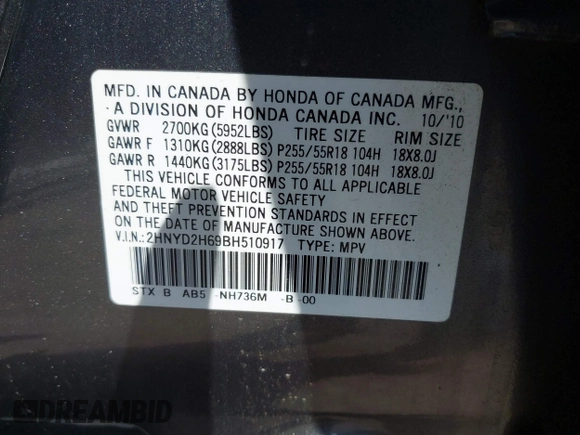 MFD. IN CANADA BY HONDA OF CANADA MFG.,
A DIVISION OF HONDA CANADA INC. 10/'10
GVWR 2700KG(5952LBS) TIRE SIZE RIM SIZE
GAWR F 1310KG(2888LBS) P255/55R18 104H 18X8.0J
GAWR R 1440KG(3175LBS) P255/55R18 104H 18X8.0J
THIS VEHICLE CONFORMS TO ALL APPLICABLE
FEDERAL MOTOR VEHICLE SAFETY
AND THEFT PREVENTION STANDARDS IN EFFECT
ON THE DATE OF MANUFACTURE SHOWN ABOVE.
V.I.N.: 2HNYD2H69BH510917 TYPE: MPV
STX B AB5 -NH736M -B -00
DREAMBID